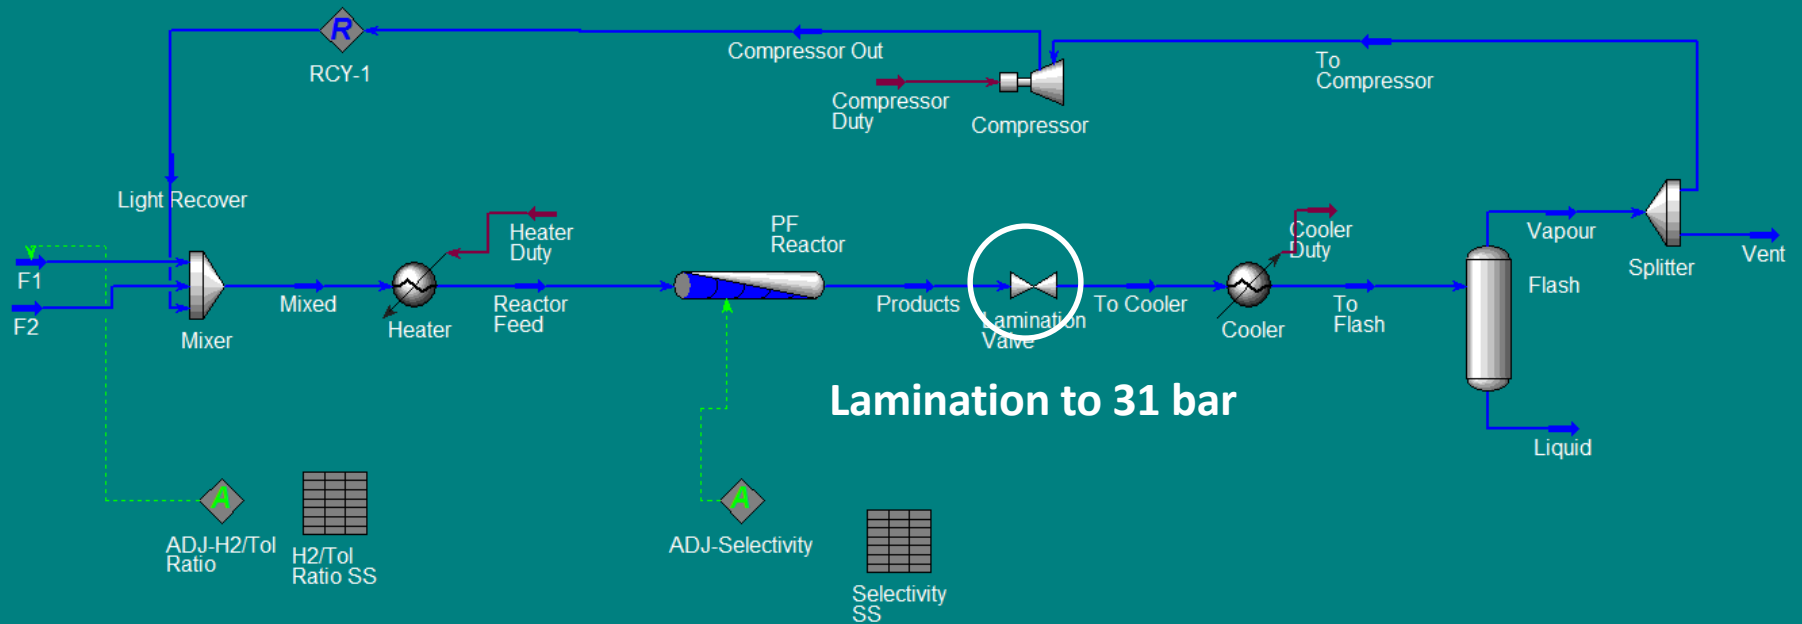 R
RCY-1
Compressor Out
To
Compressor
Compressor
Duty
Compressor
Light Recover
F1
F2
Mixer
Mixed
Heater
Duty
Heater
Reactor
Feed
PF
Reactor
Products
Lamination
Valve
To Cooler
Cooler
Duty
Cooler
To
Flash
Vapour
Flash
Splitter
Vent
Liquid
Lamination to 31 bar
A
ADJ-H2/Tol
Ratio
H2/Tol
Ratio SS
A
ADJ-Selectivity
Selectivity
SS